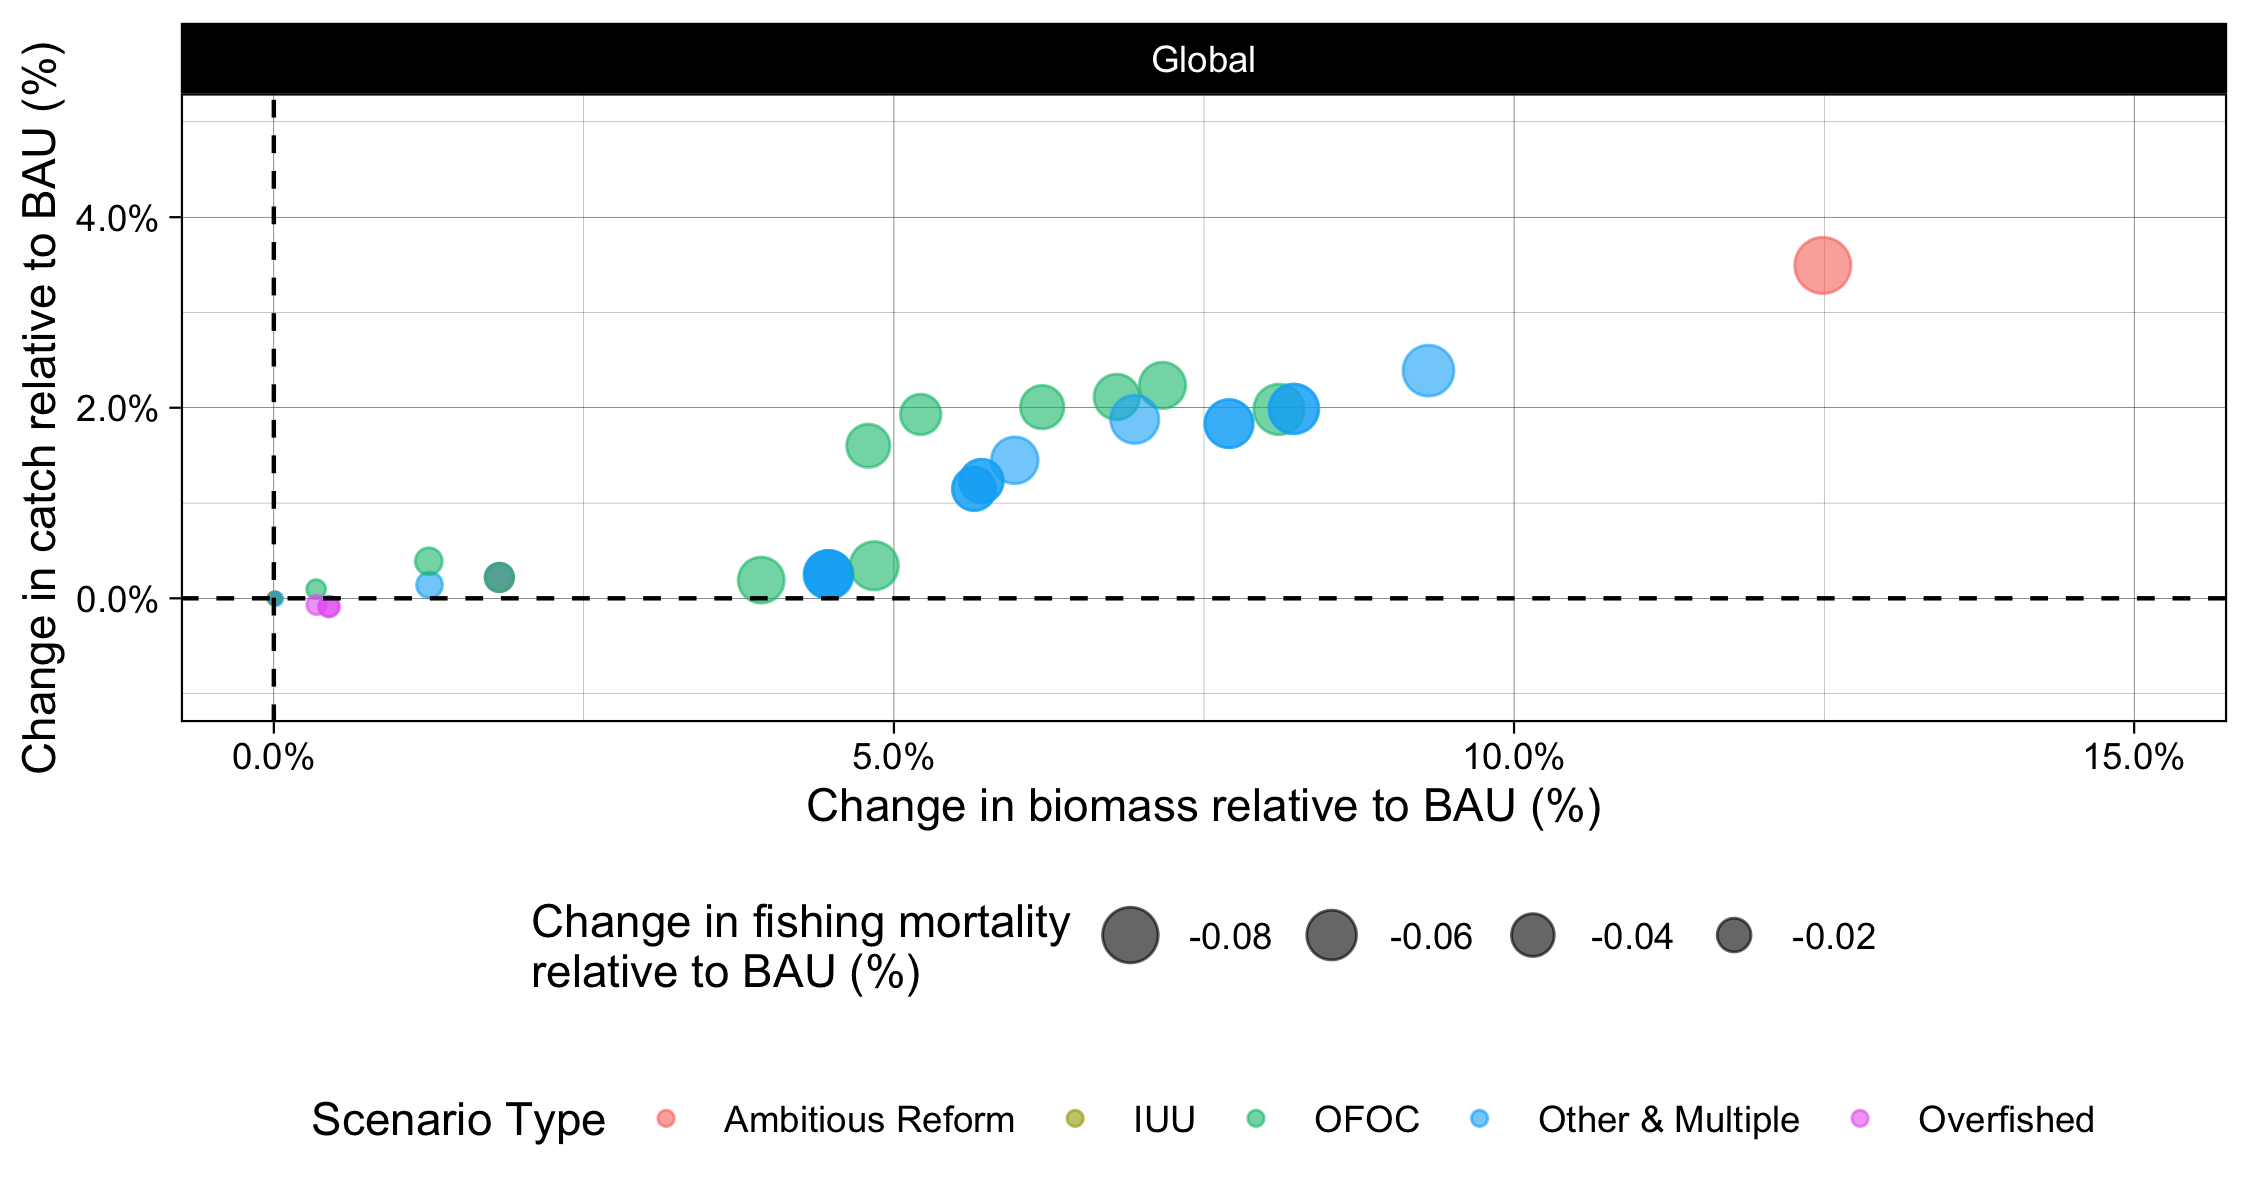 Global
Change in catch relative to BAU (%)
4.0%
2.0%
0.0%
0.0%
5.0%
10.0%
15.0%
Change in biomass relative to BAU (%)
Change in fishing mortality
relative to BAU (%)
-0.08
-0.06
-0.04
-0.02
Scenario Type
Ambitious Reform
IUU
OFOC
Other & Multiple
Overfished